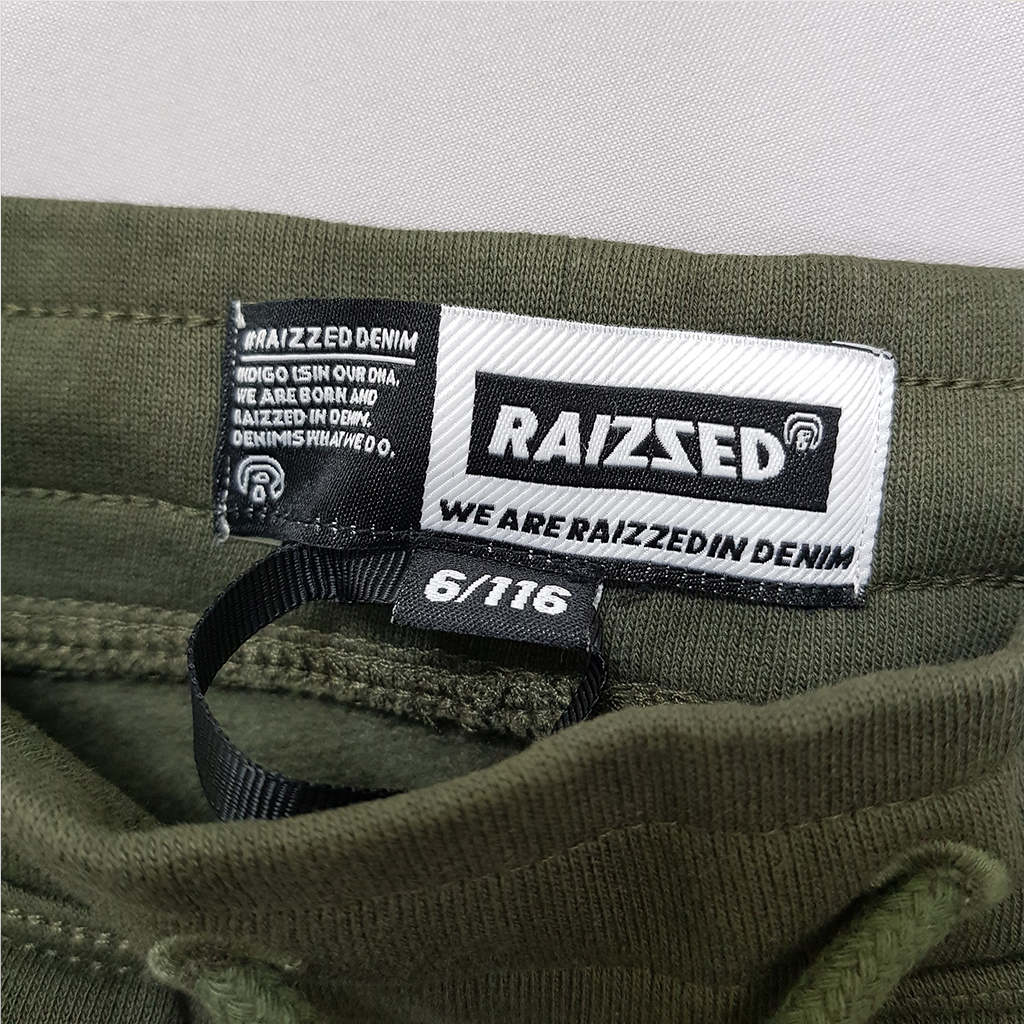 #RAIZZED DENIM
INDIGO IS IN OUR DNA.
WE ARE BORN AND
RAIZZED IN DENIM.
DENIM IS WHAT WE DO.
RAIZZED
WE ARE RAIZZED IN DENIM
6/116